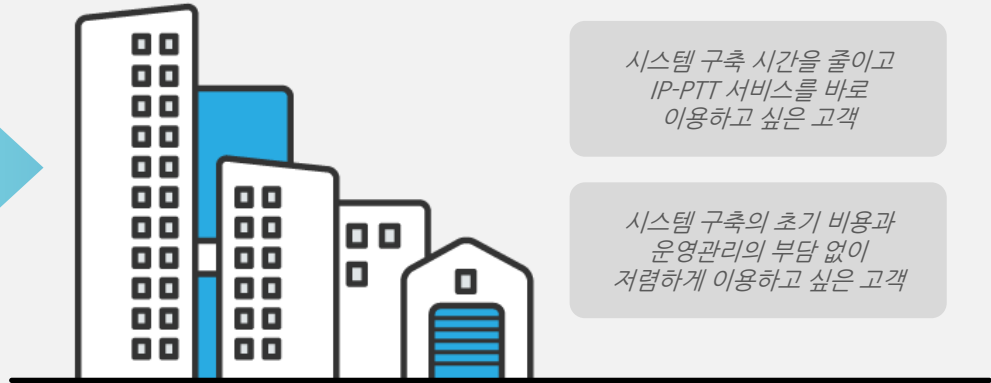 시스템 구축 시간을 줄이고
IP-PTT 서비스를 바로
이용하고 싶은 고객
시스템 구축의 초기 비용과
운영관리의 부담 없이
저렴하게 이용하고 싶은 고객